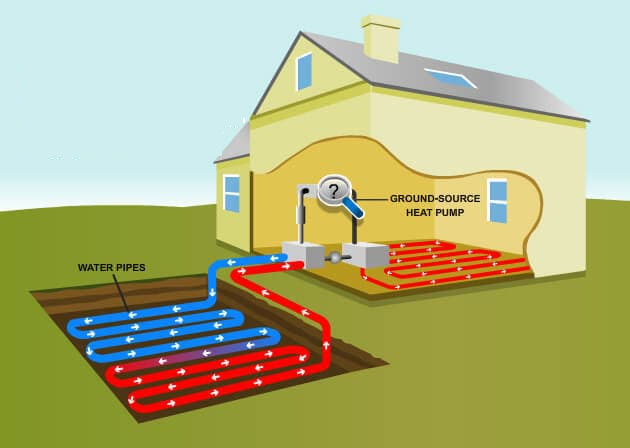 ?
GROUND-SOURCE
HEAT PUMP
WATER PIPES